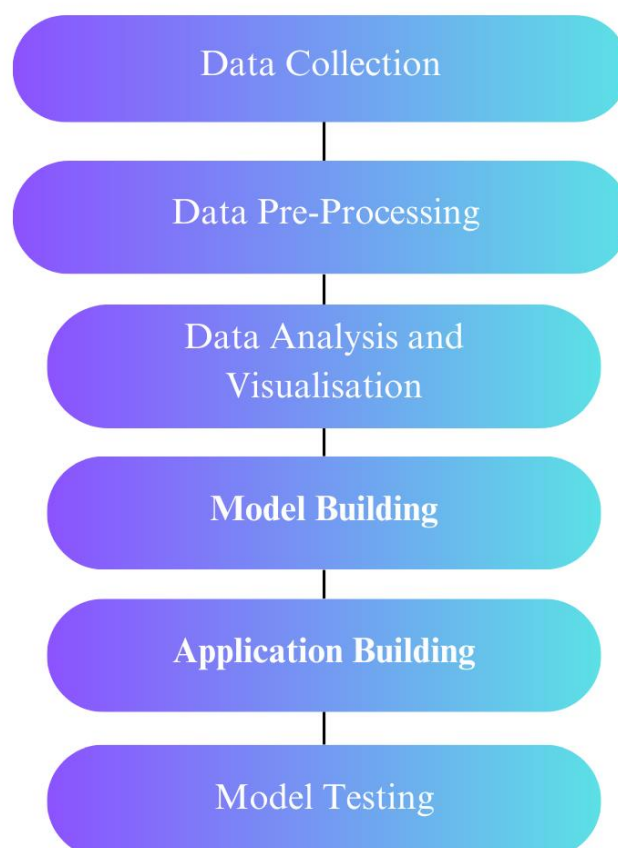 Data Collection
Data Pre-Processing
Data Analysis and
Visualisation
Model Building
Application Building
Model Testing